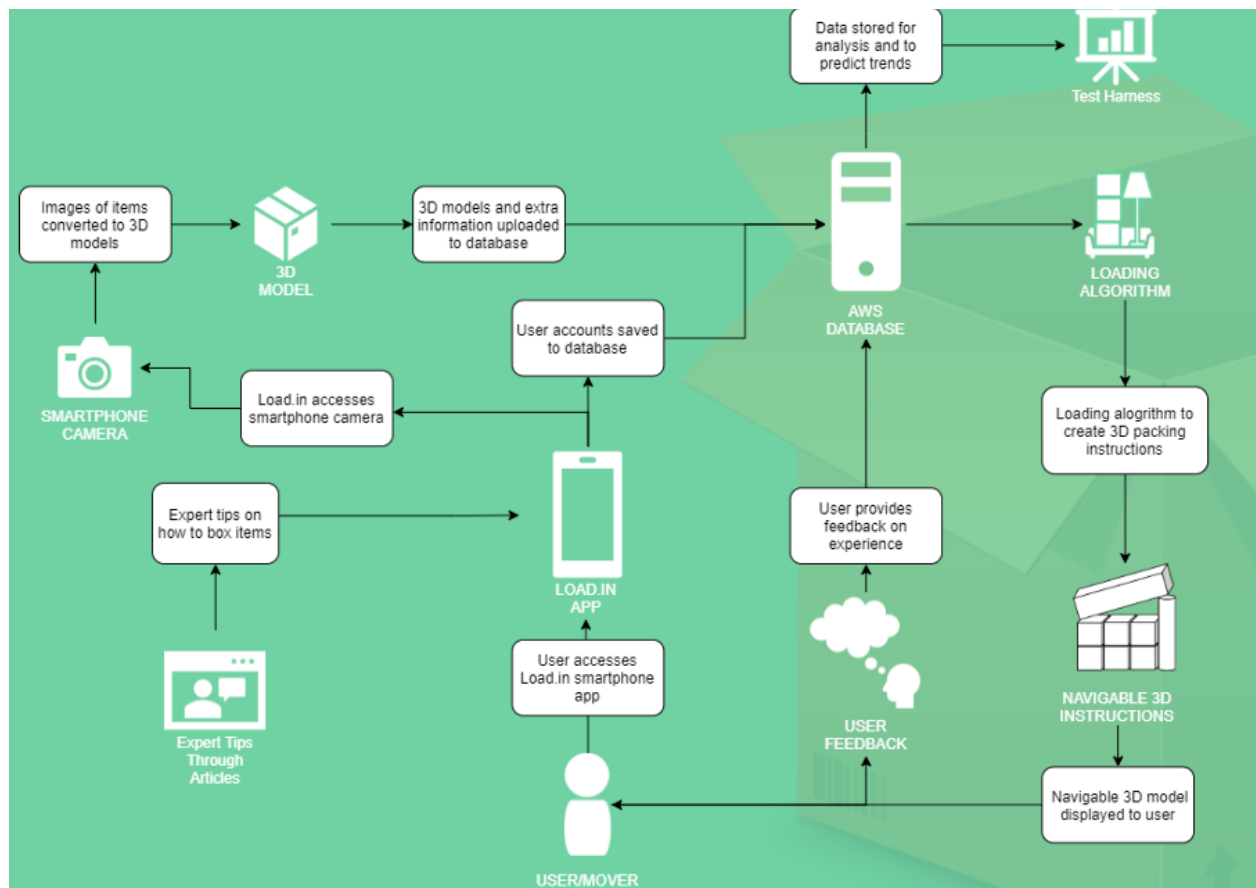 Data stored for
analysis and to
predict trends
Test Harness
Images of items
converted to 3D
models
3D
MODEL
3D models and extra
information uploaded
to database
AWS
DATABASE
LOADING
ALGORITHM
User accounts saved
to database
SMARTPHONE
CAMERA
Load.in accesses
smartphone camera
Loading alogrithm to
create 3D packing
instructions
Expert tips on
how to box items
LOAD.IN
APP
User provides
feedback on
experience
User accesses
Load.in smartphone
app
Expert Tips
Through
Articles
USER
FEEDBACK
NAVIGABLE 3D
INSTRUCTIONS
Navigable 3D model
displayed to user
USER/MOVER